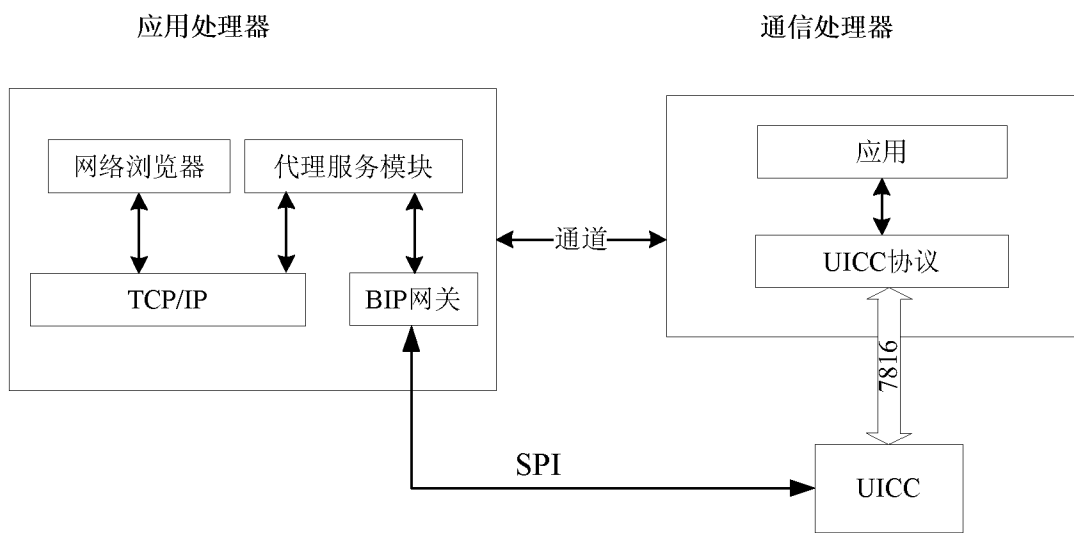 应用处理器
通信处理器
网络浏览器
代理服务模块
应用
通道
UICC协议
TCP/IP
BIP网关
7816
SPI
UICC